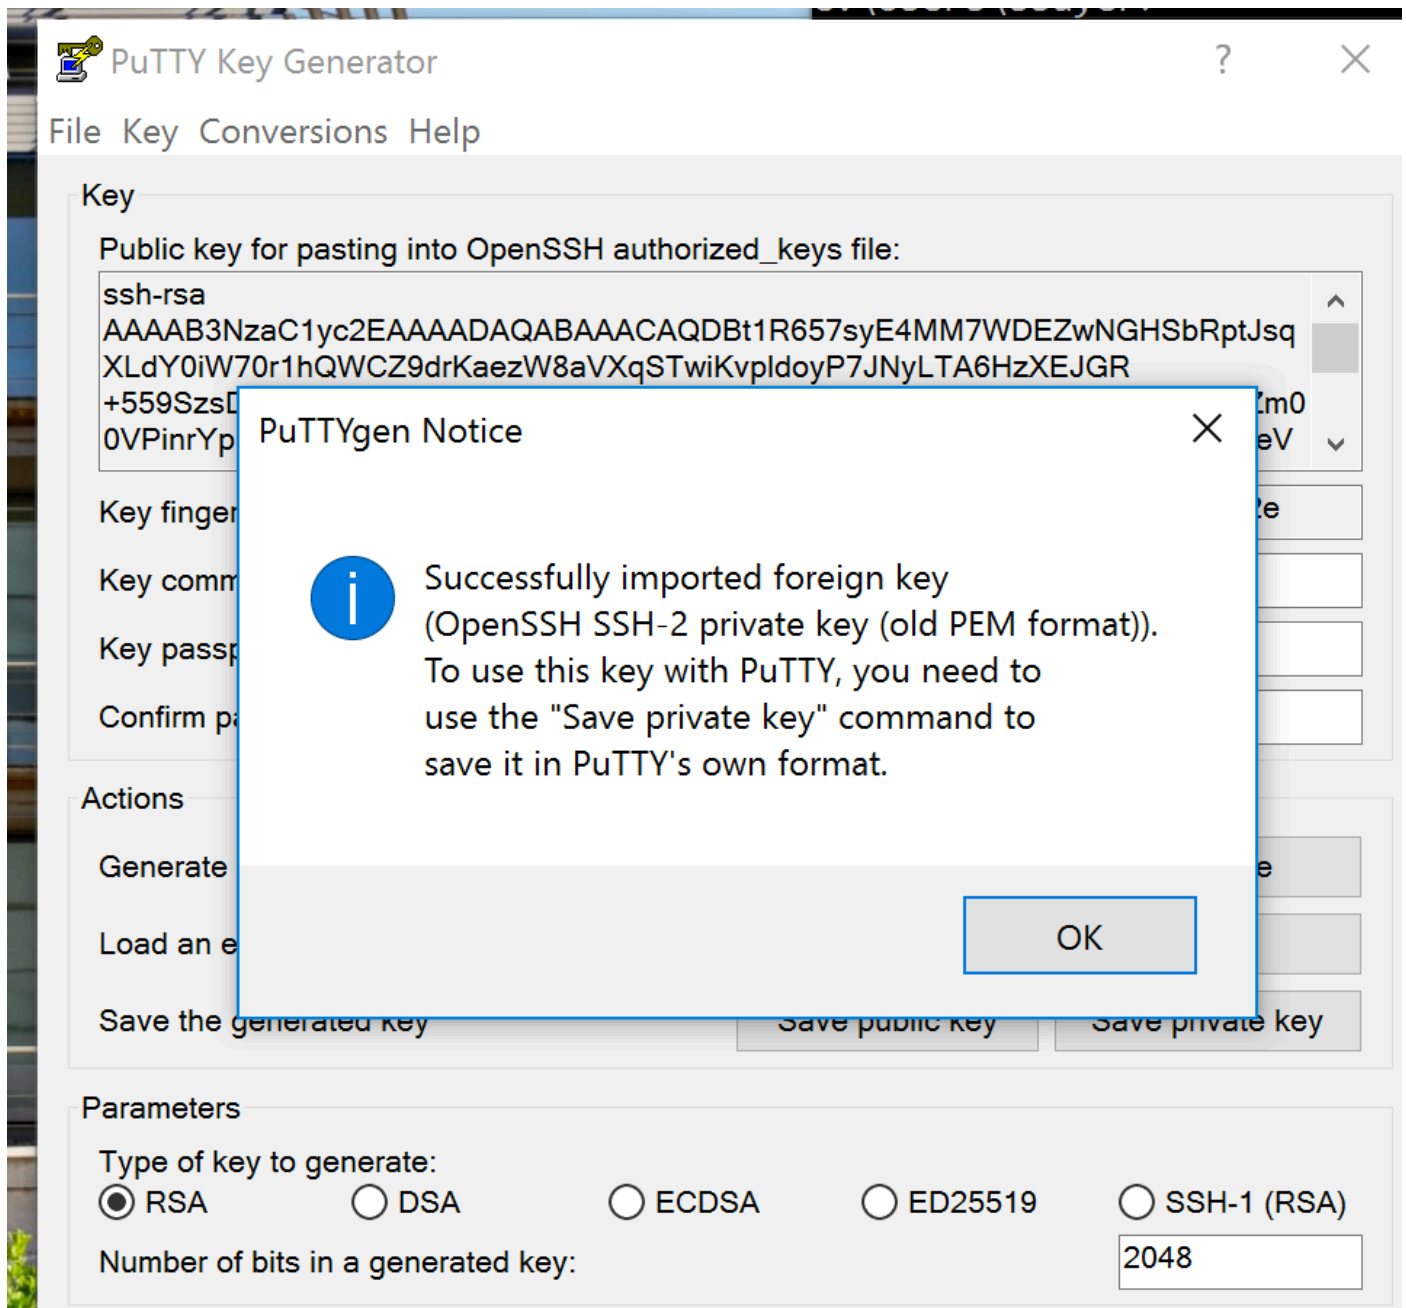 PuTTY Key Generator
File Key Conversions Help
Key
Public key for pasting into OpenSSH authorized_keys file:
ssh-rsa
AAAAB3NzaC1yc2EAAAADAQABAAACAQDBt1R657syE4MM7WDEZwNGHSbRptJsq
XLdY0iW70r1hQWCZ9drKaezW8aVXqSTwiKvpldoyP7JNyLTA6HzXEJGR
+559Szs
0VPinrYp eV
PuTTYgen Notice
Key finger
Key comm
Key passp
Confirm pa
Successfully imported foreign key
(OpenSSH SSH-2 private key (old PEM format)).
To use this key with PuTTY, you need to
use the "Save private key" command to
save it in PuTTY's own format.
OK
Actions
Generate
Load an e
Save the generated key Save public key Save private key
Parameters
Type of key to generate:
RSA DSA ECDSA ED25519 SSH-1 (RSA)
Number of bits in a generated key: 2048